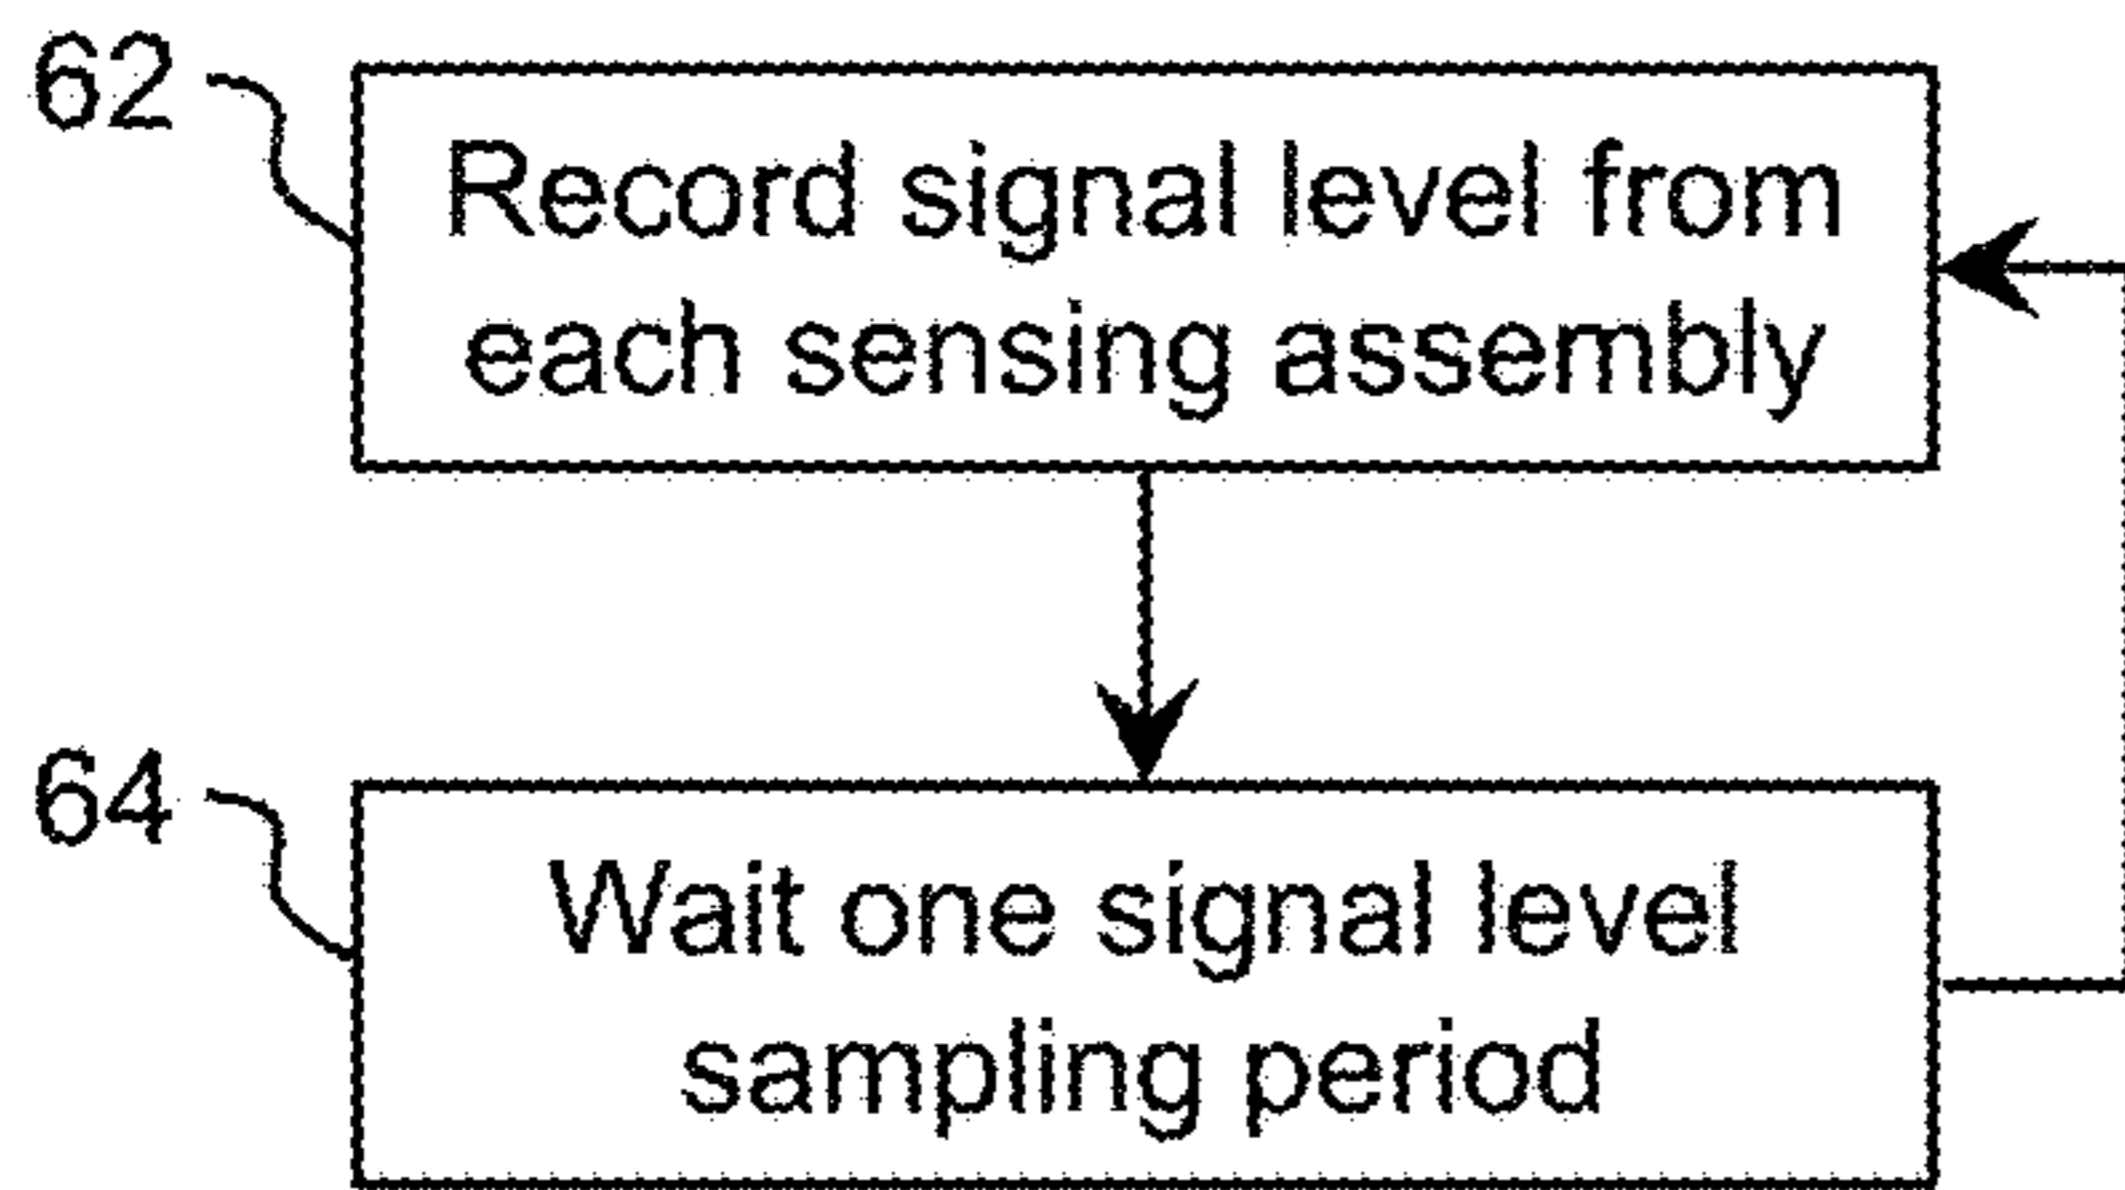 62
Record signal level from
each sensing assembly
64
Wait one signal level
sampling period